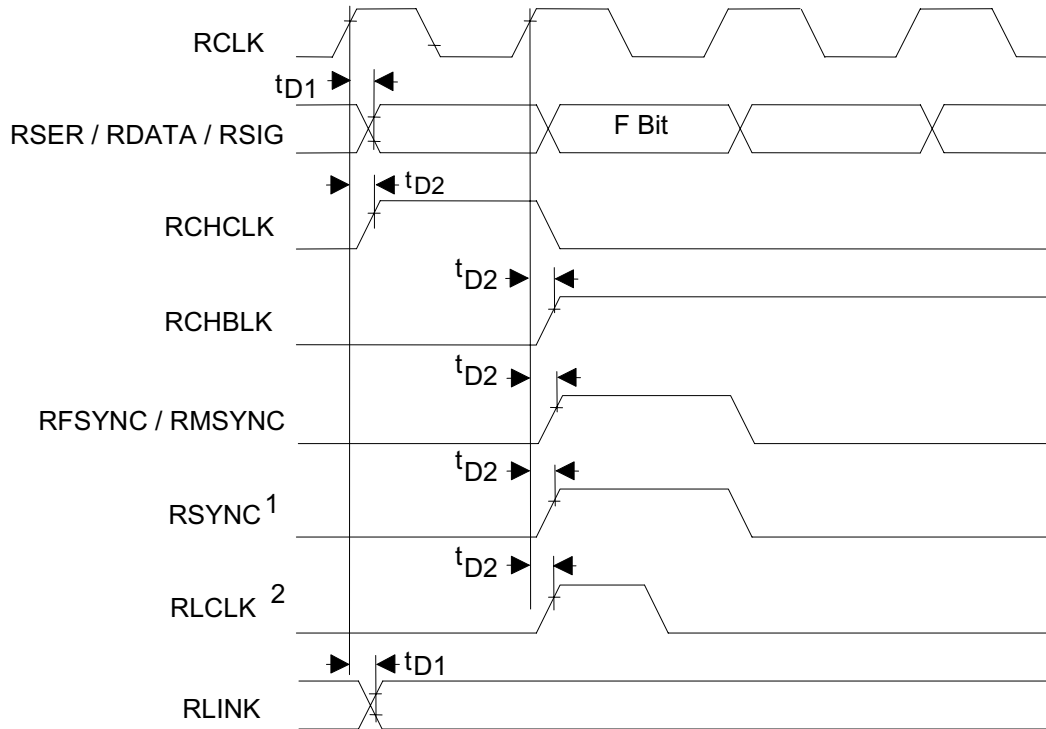 RCLK
tD1
RSER / RDATA / RSIG
F Bit
tD2
RCHCLK
tD2
RCHBLK
tD2
RFSYNC / RMSYNC
tD2
RSYNC 1
tD2
RLCLK 2
tD1
RLINK